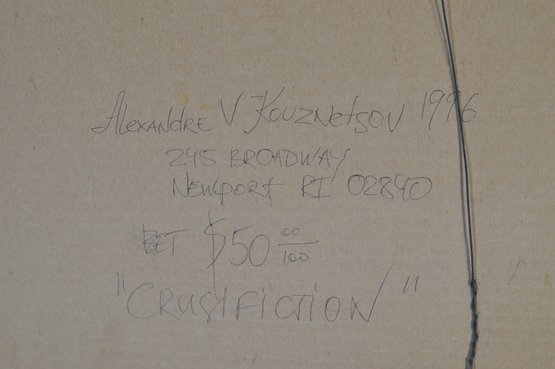 Alexandre V Kouznetsov 1996
245 BROADWAY
Newport RI 02840
BET $50 00/100
"CRUSIFICTION"